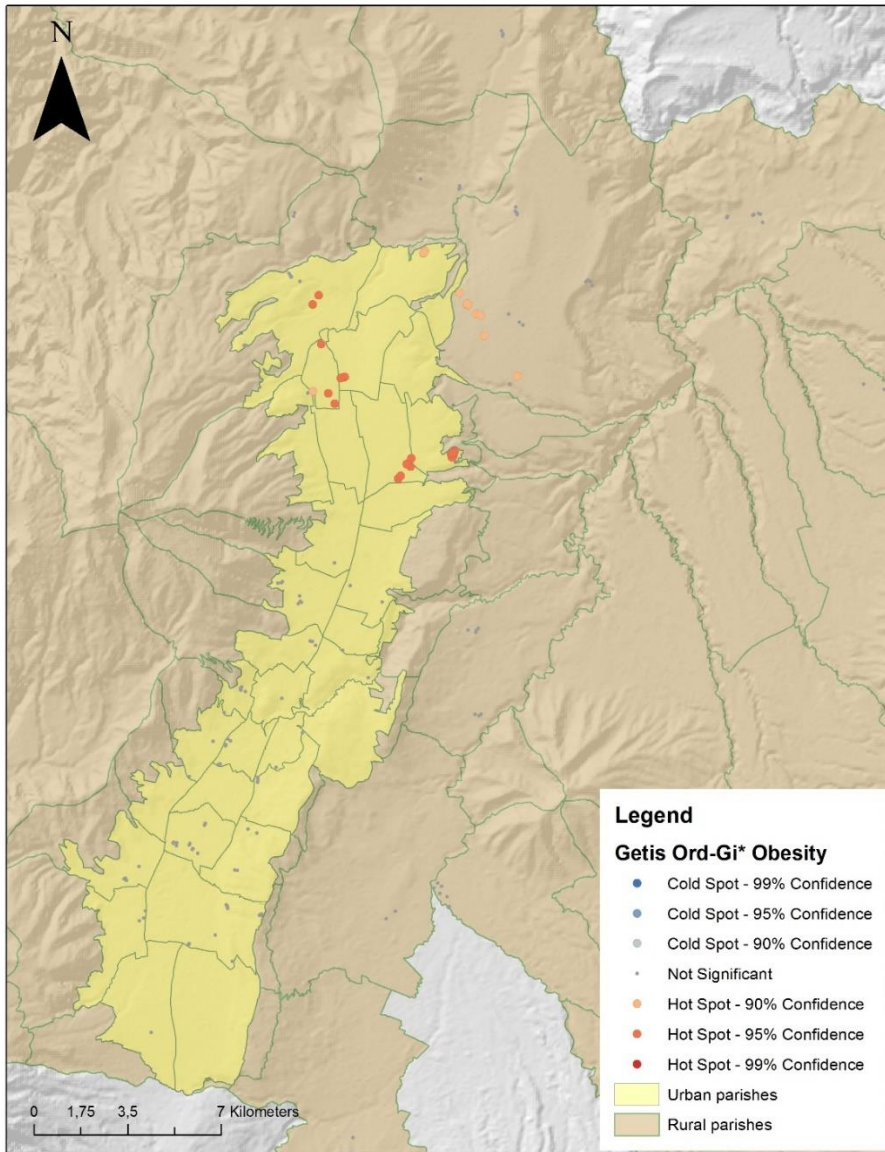 N
Legend
Getis Ord-Gi* Obesity
Cold Spot - 99% Confidence
Cold Spot - 95% Confidence
Cold Spot - 90% Confidence
Not Significant
Hot Spot - 90% Confidence
Hot Spot - 95% Confidence
Hot Spot - 99% Confidence
Urban parishes
Rural parishes
0 1,75 3,5 7 Kilometers